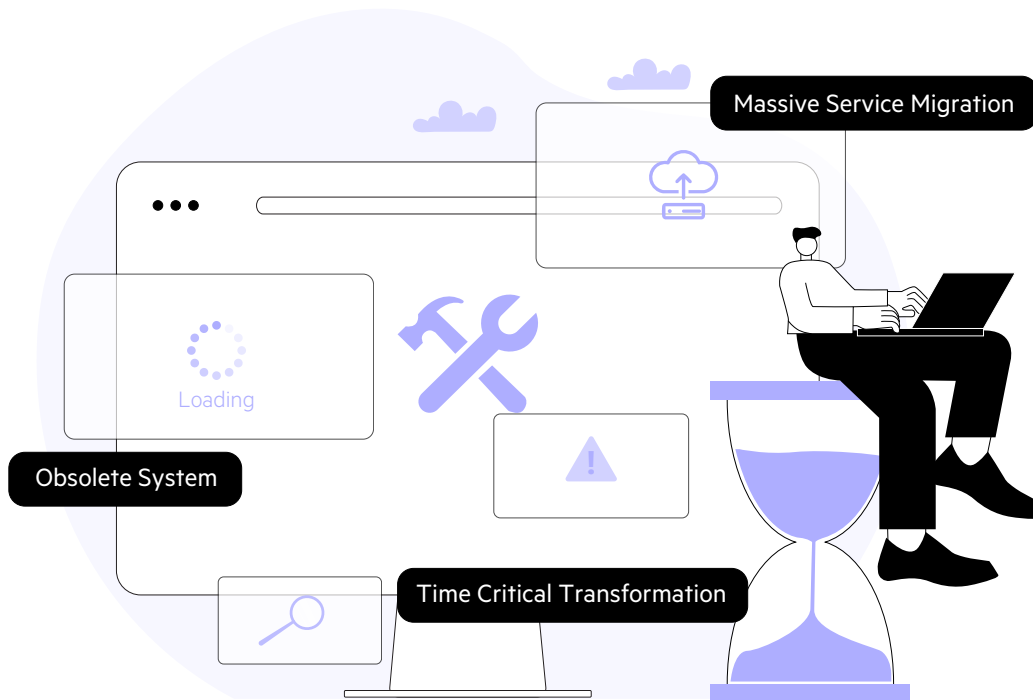 Massive Service Migration
Loading
Obsolete System
Time Critical Transformation